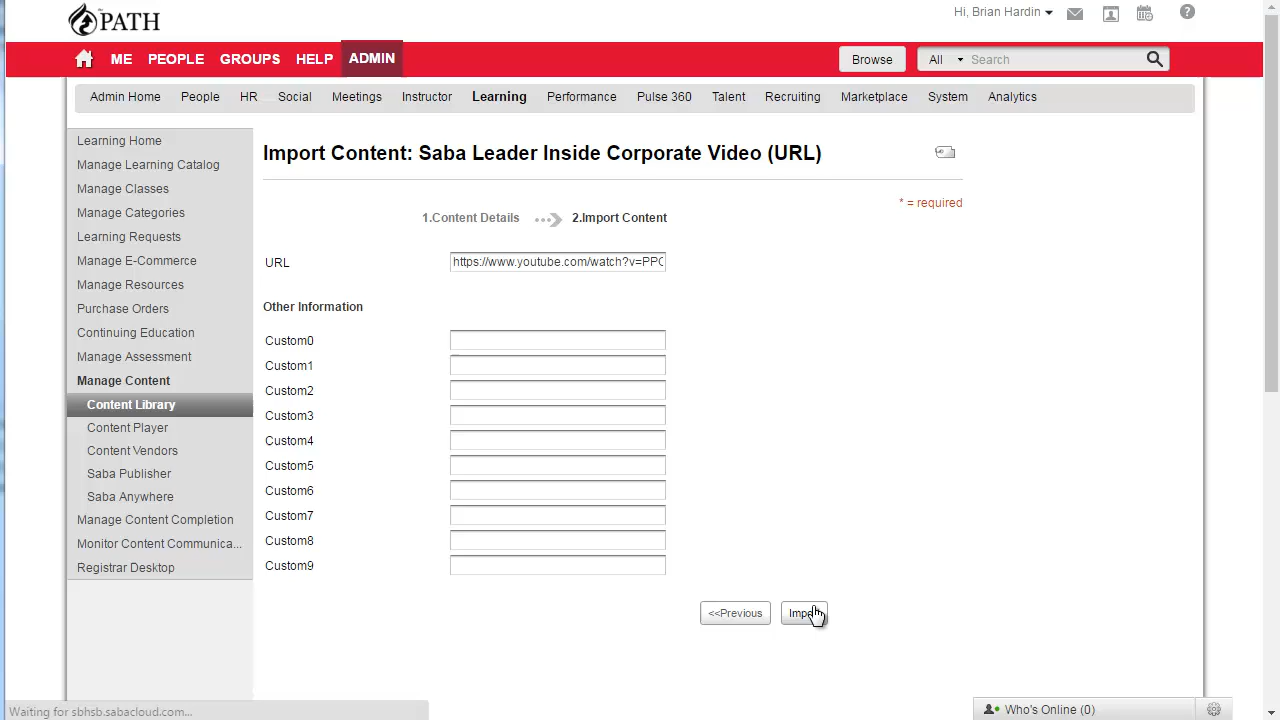 the PATH
Hi, Brian Hardin
ME PEOPLE GROUPS HELP ADMIN
Browse All Search
Admin Home People HR Social Meetings Instructor Learning Performance Pulse 360 Talent Recruiting Marketplace System Analytics
Learning Home
Manage Learning Catalog
Manage Classes
Manage Categories
Learning Requests
Manage E-Commerce
Manage Resources
Purchase Orders
Continuing Education
Manage Assessment
Manage Content
Content Library
Content Player
Content Vendors
Saba Publisher
Saba Anywhere
Manage Content Completion
Monitor Content Communica...
Registrar Desktop
Import Content: Saba Leader Inside Corporate Video (URL)
* = required
1.Content Details 2.Import Content
URL https://www.youtube.com/watch?v=PPC
Other Information
Custom0
Custom1
Custom2
Custom3
Custom4
Custom5
Custom6
Custom7
Custom8
Custom9
<<Previous Import
Waiting for sbhsb.sabacloud.com...
Who's Online (0)